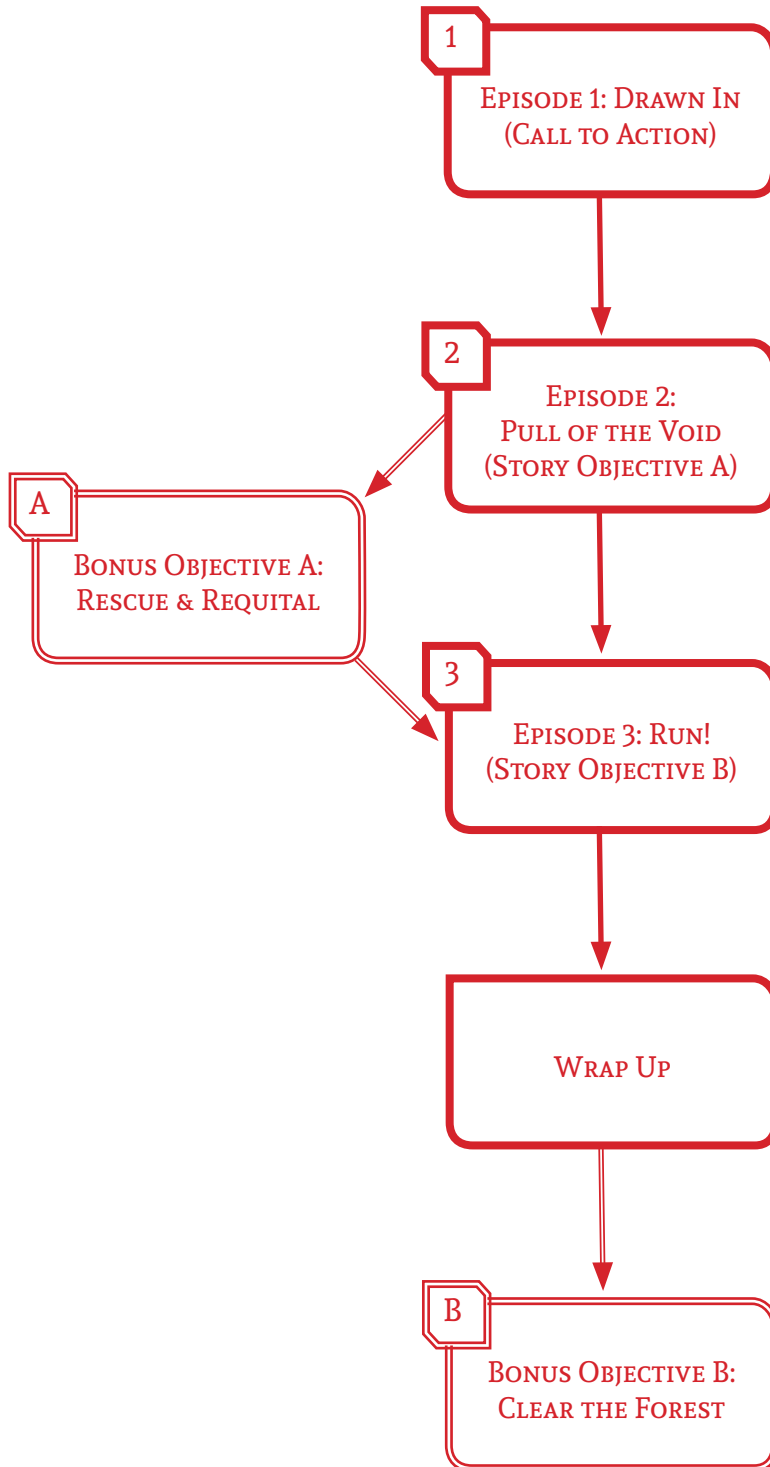 1
Episode 1: Drawn In
(Call to Action)
2
Episode 2:
Pull of the Void
(Story Objective A)
A
Bonus Objective A:
Rescue & Requital
3
Episode 3: Run!
(Story Objective B)
Wrap Up
B
Bonus Objective B:
Clear the Forest